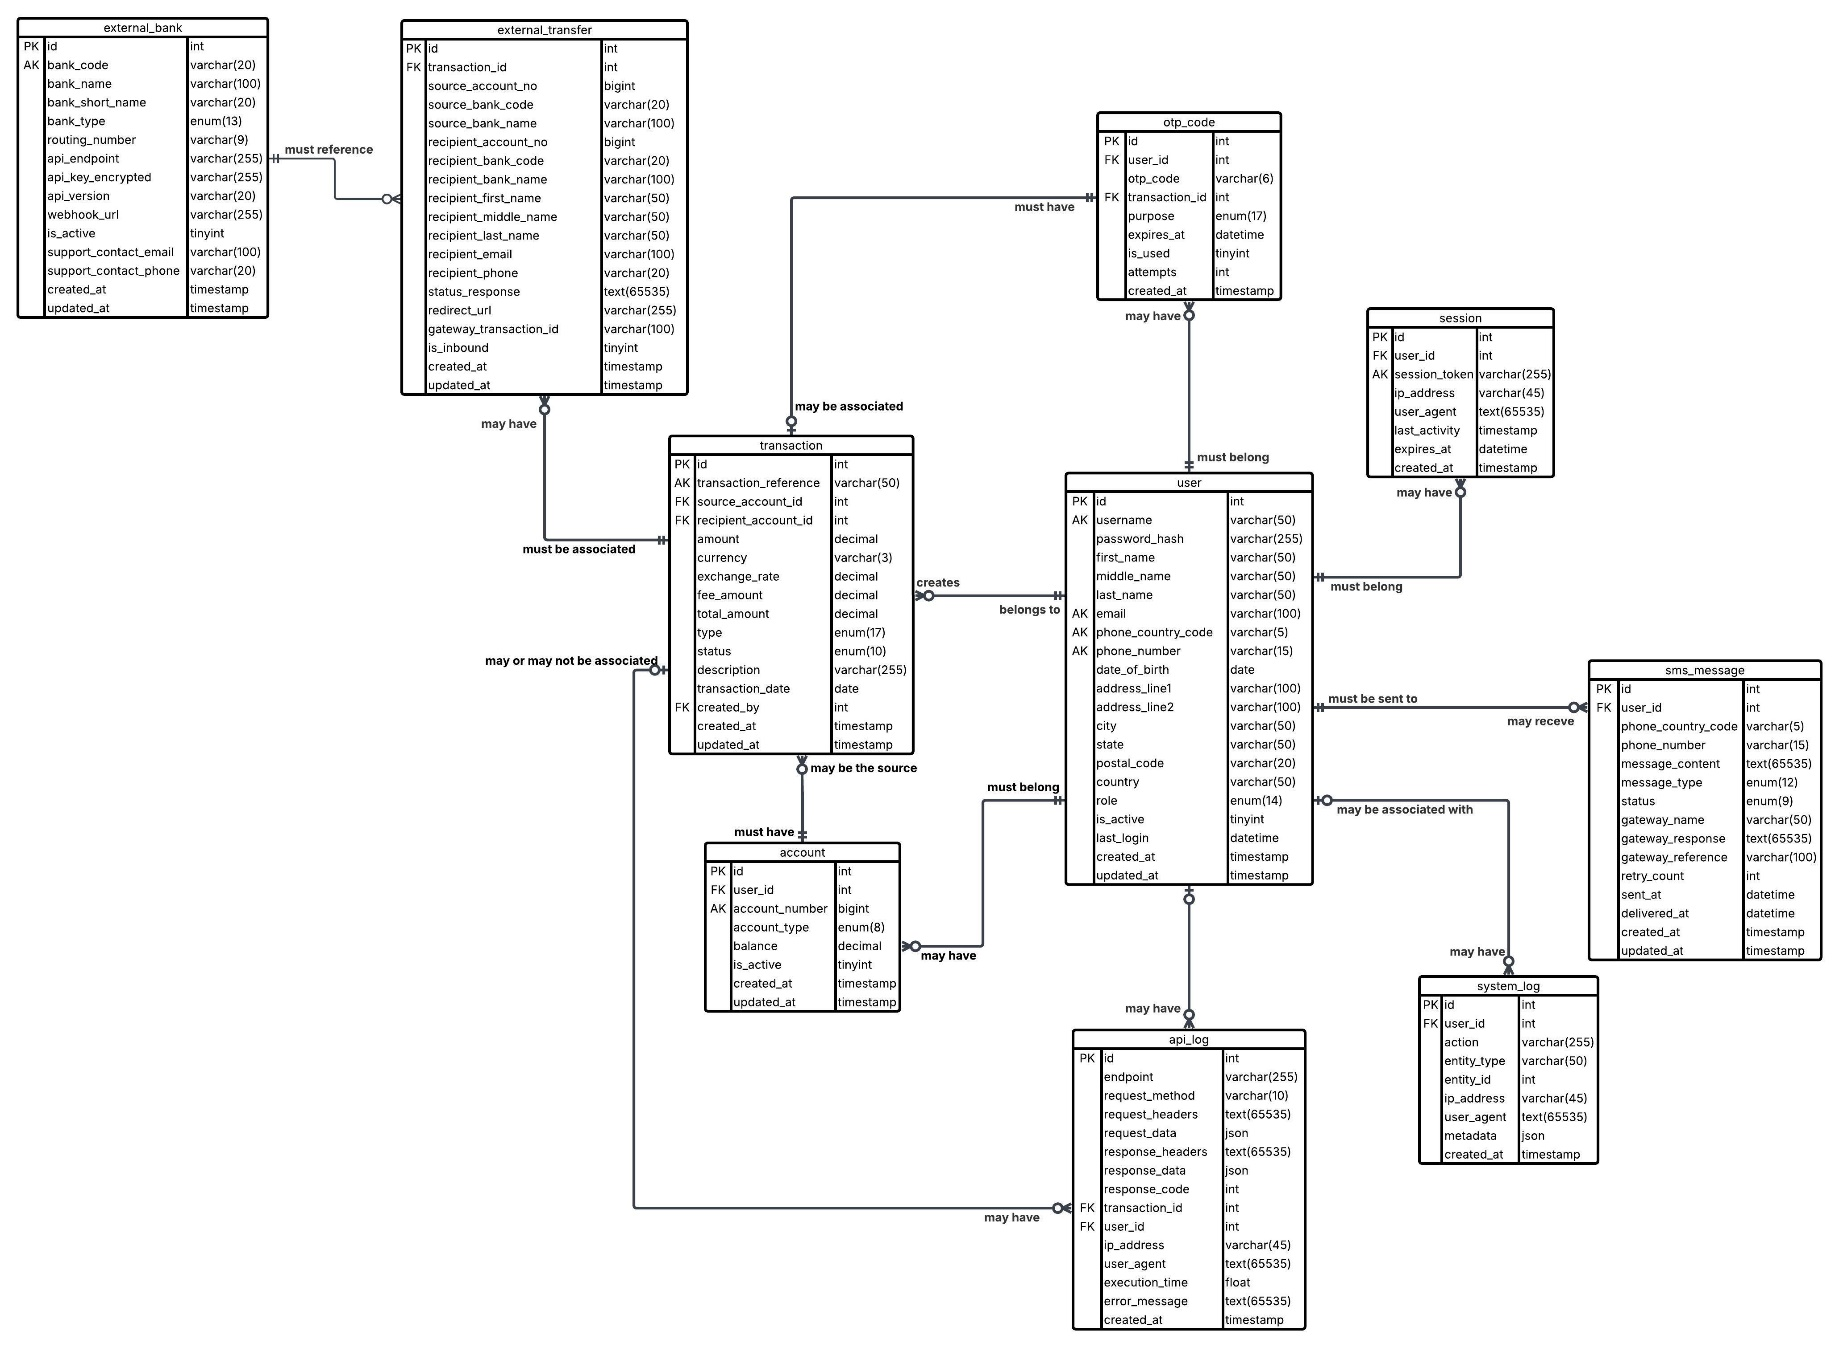 external_bank
PK id int
AK bank_code varchar(20)
bank_name varchar(100)
bank_short_name varchar(20)
bank_type enum(13)
routing_number varchar(9)
api_endpoint varchar(255)
api_key_encrypted varchar(255)
api_version varchar(20)
webhook_url varchar(255)
is_active tinyint
support_contact_email varchar(100)
support_contact_phone varchar(20)
created_at timestamp
updated_at timestamp
must reference
external_transfer
PK id int
FK transaction_id int
source_account_no bigint
source_bank_code varchar(20)
source_bank_name varchar(100)
recipient_account_no bigint
recipient_bank_code varchar(20)
recipient_bank_name varchar(100)
recipient_first_name varchar(50)
recipient_middle_name varchar(50)
recipient_last_name varchar(50)
recipient_email varchar(100)
recipient_phone varchar(20)
status_response text(65535)
redirect_url varchar(255)
gateway_transaction_id varchar(100)
is_inbound tinyint
created_at timestamp
updated_at timestamp
may have
must be associated
otp_code
PK id int
FK user_id int
otp_code varchar(6)
FK transaction_id int
purpose enum(17)
expires_at datetime
is_used tinyint
attempts int
created_at timestamp
must have
may be associated
may have
must belong
session
PK id int
FK user_id int
AK session_token varchar(255)
ip_address varchar(45)
user_agent text(65535)
last_activity timestamp
expires_at datetime
created_at timestamp
may have
must belong
transaction
PK id int
AK transaction_reference varchar(50)
FK source_account_id int
FK recipient_account_id int
amount decimal
currency varchar(3)
exchange_rate decimal
fee_amount decimal
total_amount decimal
type enum(17)
status enum(10)
description varchar(255)
transaction_date date
FK created_by int
created_at timestamp
updated_at timestamp
creates
belongs to
may or may not be associated
may be the source
must have
user
PK id int
AK username varchar(50)
password_hash varchar(255)
first_name varchar(50)
middle_name varchar(50)
last_name varchar(50)
AK email varchar(100)
AK phone_country_code varchar(5)
AK phone_number varchar(15)
date_of_birth date
address_line1 varchar(100)
address_line2 varchar(100)
city varchar(50)
state varchar(50)
postal_code varchar(20)
country varchar(50)
role enum(14)
is_active tinyint
last_login datetime
created_at timestamp
updated_at timestamp
must be sent to
may receve
must belong
may be associated with
sms_message
PK id int
FK user_id int
phone_country_code varchar(5)
phone_number varchar(15)
message_content text(65535)
message_type enum(12)
status enum(9)
gateway_name varchar(50)
gateway_response text(65535)
gateway_reference varchar(100)
retry_count int
sent_at datetime
delivered_at datetime
created_at timestamp
updated_at timestamp
account
PK id int
FK user_id int
AK account_number bigint
account_type enum(8)
balance decimal
is_active tinyint
created_at timestamp
updated_at timestamp
may have
may have
system_log
PK id int
FK user_id int
action varchar(255)
entity_type varchar(50)
entity_id int
ip_address varchar(45)
user_agent text(65535)
metadata json
created_at timestamp
may have
api_log
PK id int
endpoint varchar(255)
request_method varchar(10)
request_headers text(65535)
request_data json
response_headers text(65535)
response_data json
response_code int
FK transaction_id int
FK user_id int
ip_address varchar(45)
user_agent text(65535)
execution_time float
error_message text(65535)
created_at timestamp
may have